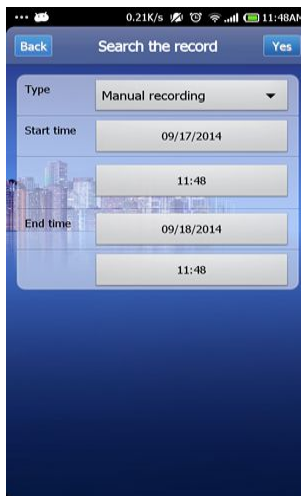 ... 0.21K/s 11:48AM
Back Search the record Yes
Type Manual recording
Start time 09/17/2014
11:48
End time 09/18/2014
11:48